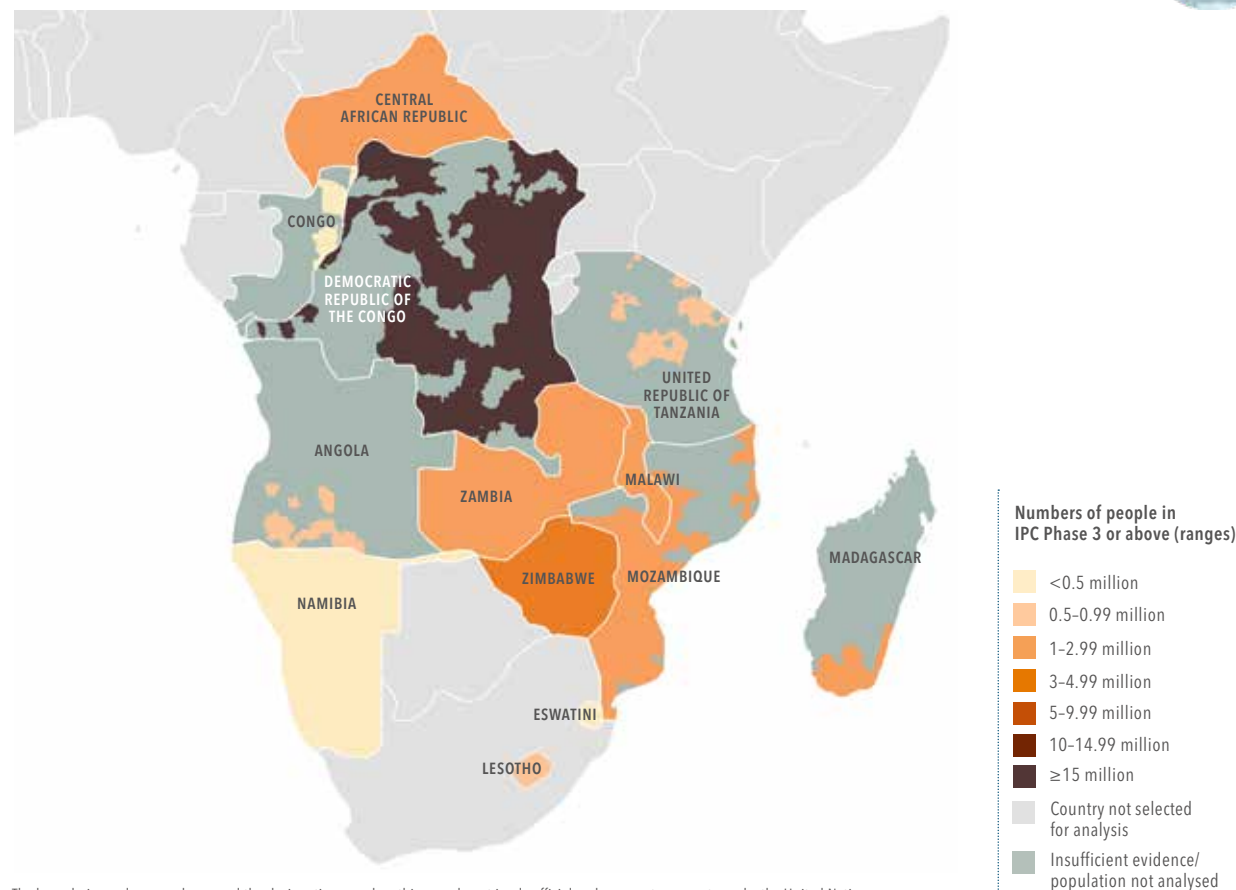 CENTRAL
AFRICAN REPUBLIC
CONGO
DEMOCRATIC
REPUBLIC OF
THE CONGO
UNITED
REPUBLIC OF
TANZANIA
ANGOLA
MALAWI
ZAMBIA
MADAGASCAR
ZIMBABWE
MOZAMBIQUE
NAMIBIA
ESWATINI
LESOTHO
Numbers of people in
IPC Phase 3 or above (ranges)
<0.5 million
0.5–0.99 million
1–2.99 million
3–4.99 million
5–9.99 million
10–14.99 million
≥15 million
Country not selected
for analysis
Insufficient evidence/
population not analysed